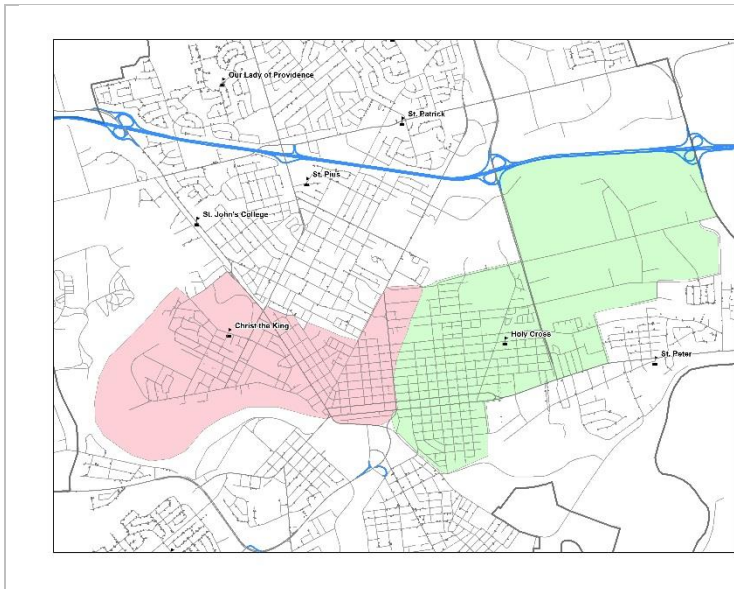 Our Lady of Providence
St. Patrick
St. Pius
St. John's College
Christ the King
Holy Cross
St. Peter